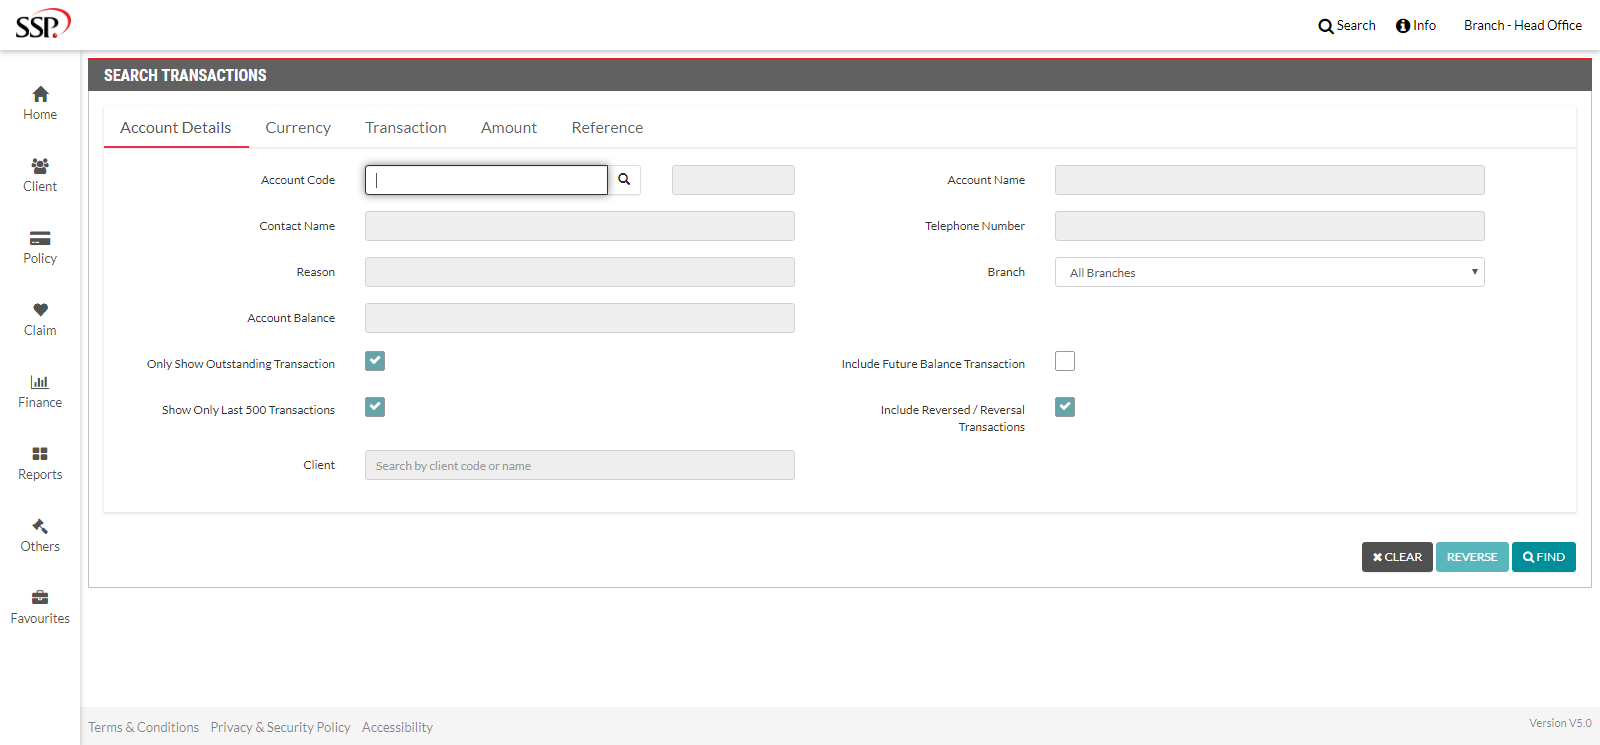 SSP
Search Info Branch - Head Office
SEARCH TRANSACTIONS
Home
Client
Policy
Claim
Finance
Reports
Others
Favourites
Account Details Currency Transaction Amount Reference
Account Code Account Name
Contact Name Telephone Number
Reason Branch All Branches
Account Balance
Only Show Outstanding Transaction Include Future Balance Transaction
Show Only Last 500 Transactions Include Reversed / Reversal
Transactions
Client Search by client code or name
CLEAR REVERSE FIND
Terms & Conditions Privacy & Security Policy Accessibility Version V5.0